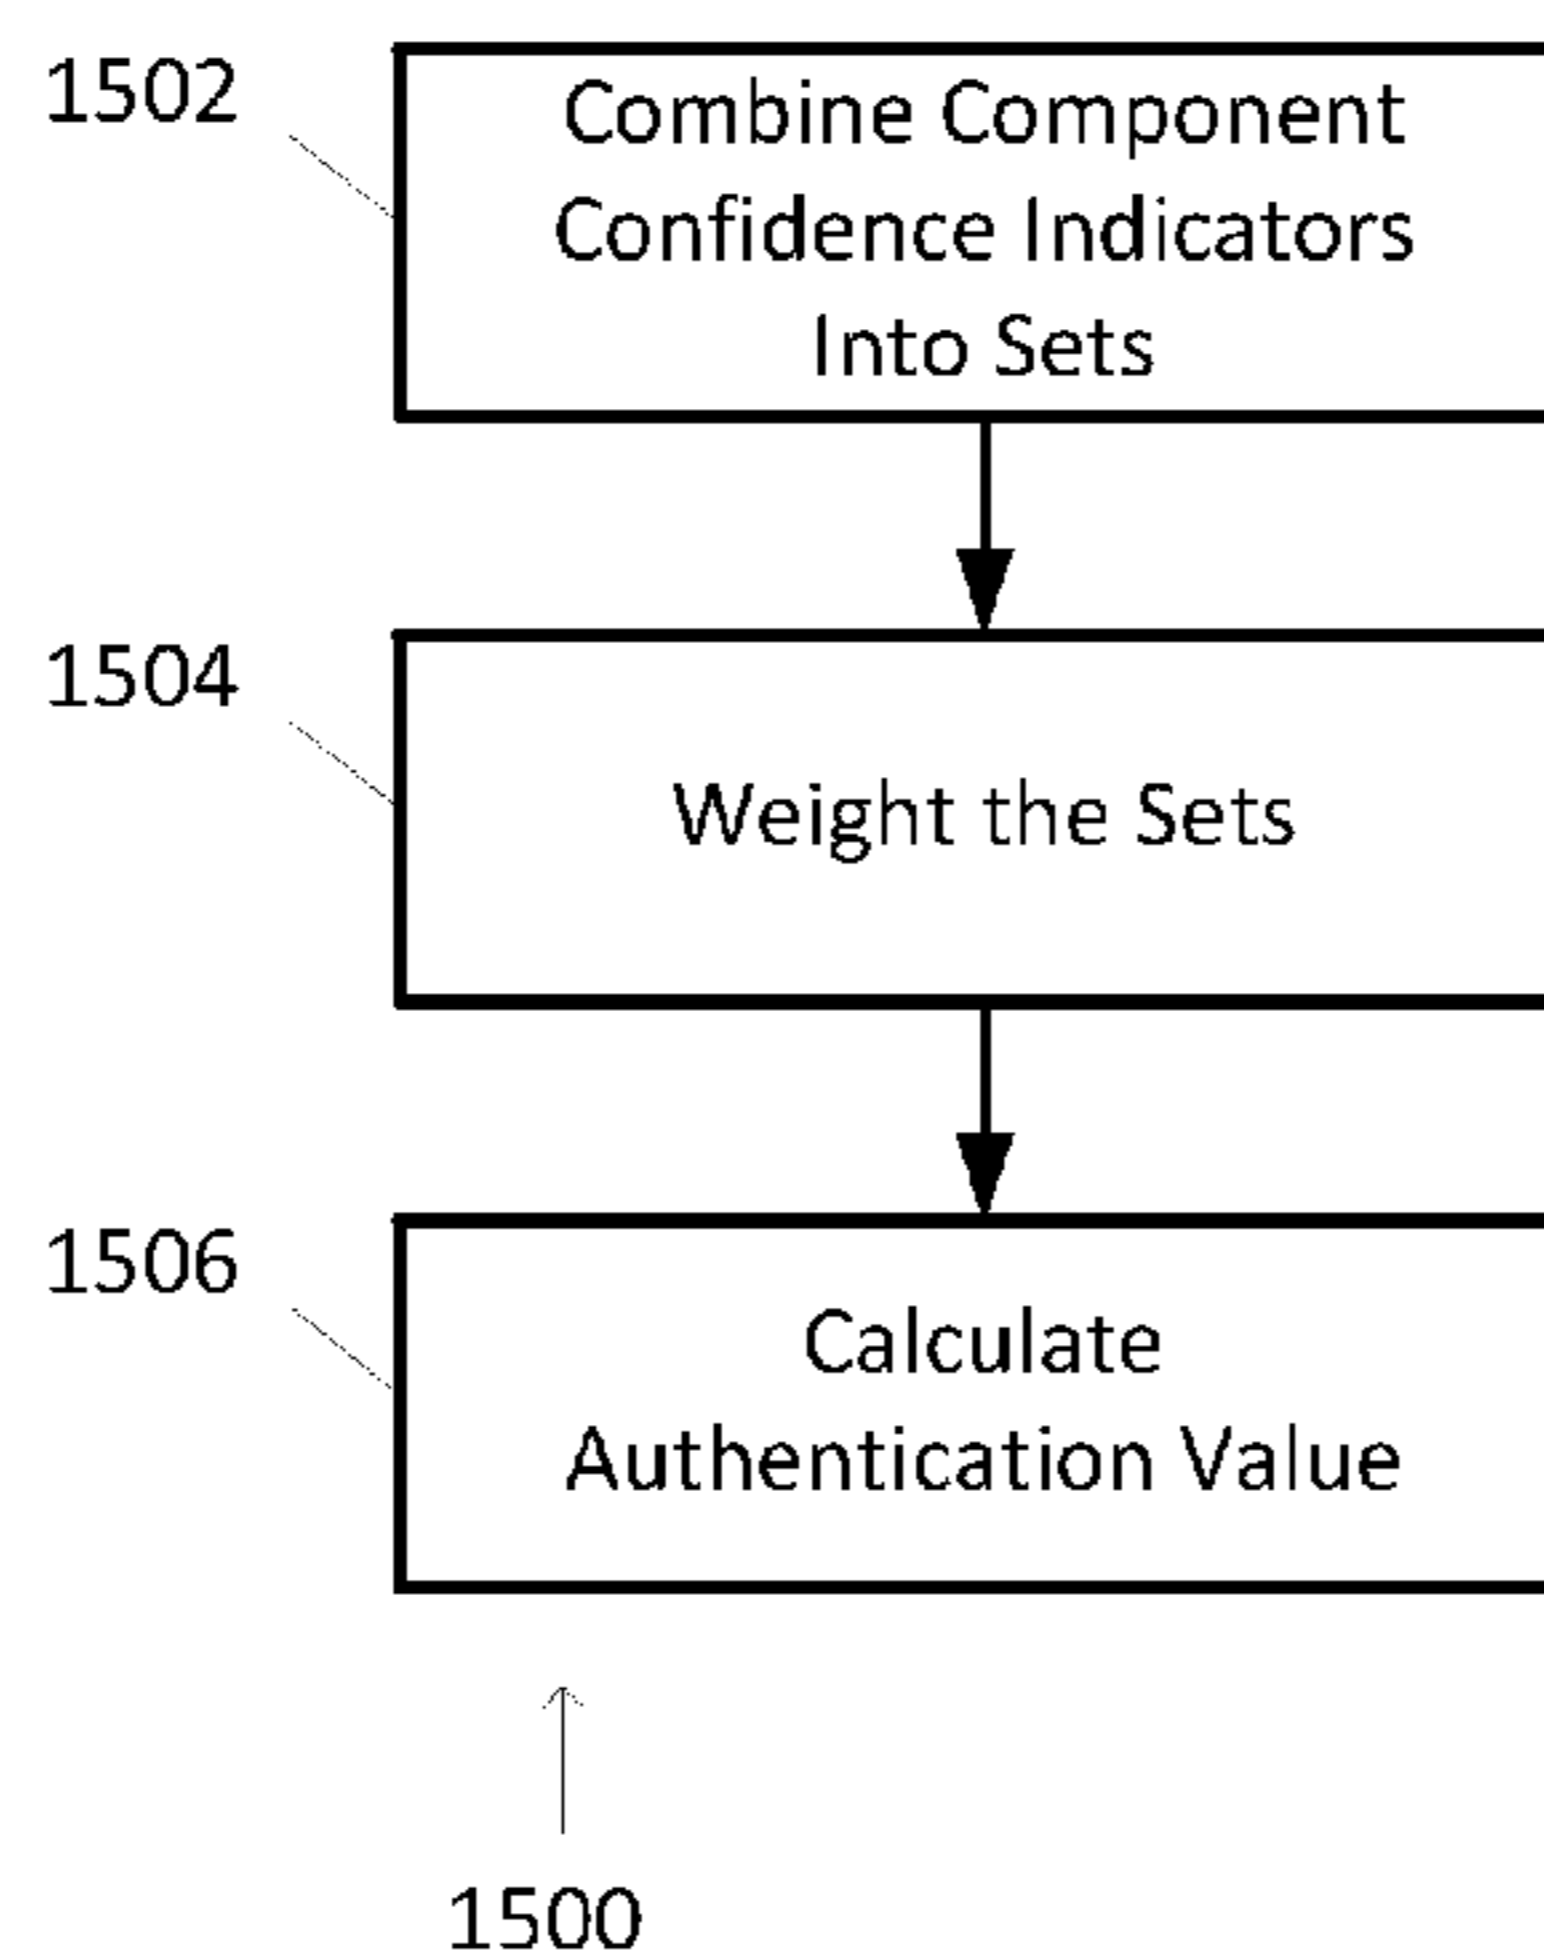 1502
Combine Component
Confidence Indicators
Into Sets
1504
Weight the Sets
1506
Calculate
Authentication Value
1500